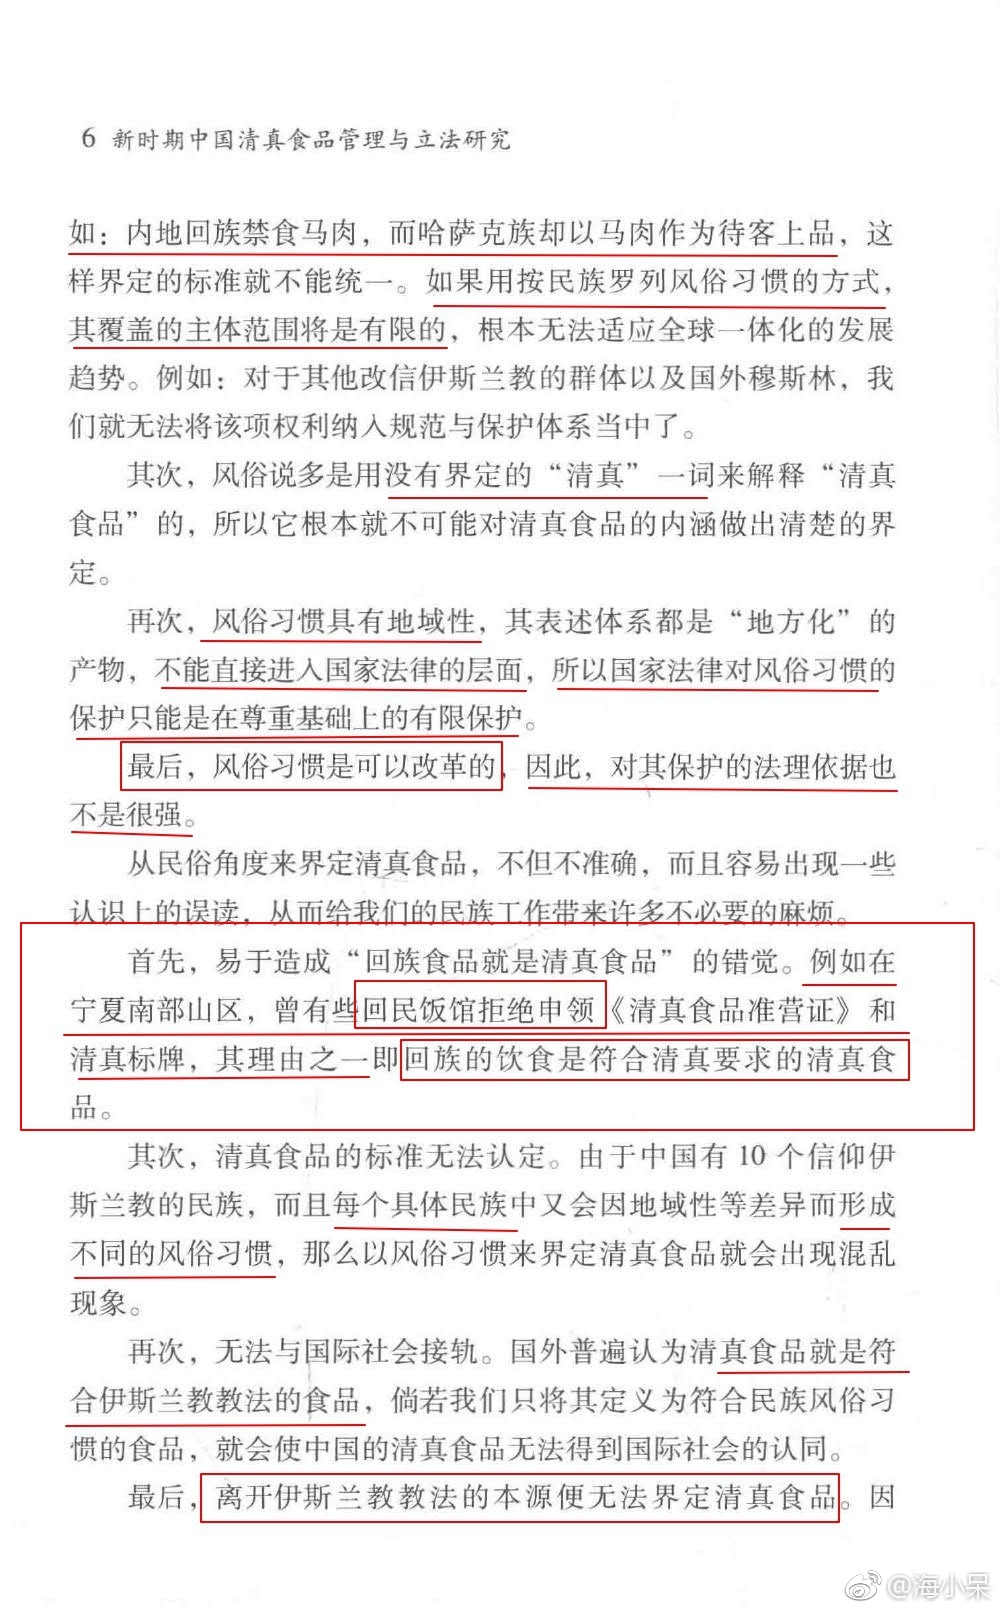 6 新时期中国清真食品管理与立法研究
如：内地回族禁食马肉，而哈萨克族却以马肉作为待客上品，这
样界定的标准就不能统一。如果用按民族罗列风俗习惯的方式，
其覆盖的主体范围将是有限的，根本无法适应全球一体化的发展
趋势。例如：对于其他改信伊斯兰教的群体以及国外穆斯林，我
们就无法将该项权利纳入规范与保护体系当中了。
其次，风俗说多是用没有界定的“清真”一词来解释“清真
食品”的，所以它根本就不可能对清真食品的内涵做出清楚的界
定。
再次，风俗习惯具有地域性，其表述体系都是“地方化”的
产物，不能直接进入国家法律的层面，所以国家法律对风俗习惯的
保护只能是在尊重基础上的有限保护。
最后，风俗习惯是可以改革的，因此，对其保护的法理依据也
不是很强。
从民俗角度来界定清真食品，不但不准确，而且容易出现一些
认识上的误读，从而给我们的民族工作带来许多不必要的麻烦。
首先，易于造成“回族食品就是清真食品”的错觉。例如在
宁夏南部山区，曾有些回民饭馆拒绝申领《清真食品准营证》和
清真标牌，其理由之一即回族的饮食是符合清真要求的清真食
品。
其次，清真食品的标准无法认定。由于中国有 10 个信仰伊
斯兰教的民族，而且每个具体民族中又会因地域性等差异而形成
不同的风俗习惯，那么以风俗习惯来界定清真食品就会出现混乱
现象。
再次，无法与国际社会接轨。国外普遍认为清真食品就是符
合伊斯兰教教法的食品，倘若我们只将其定义为符合民族风俗习
惯的食品，就会使中国的清真食品无法得到国际社会的认同。
最后，离开伊斯兰教教法的本源便无法界定清真食品。因
@海小呆